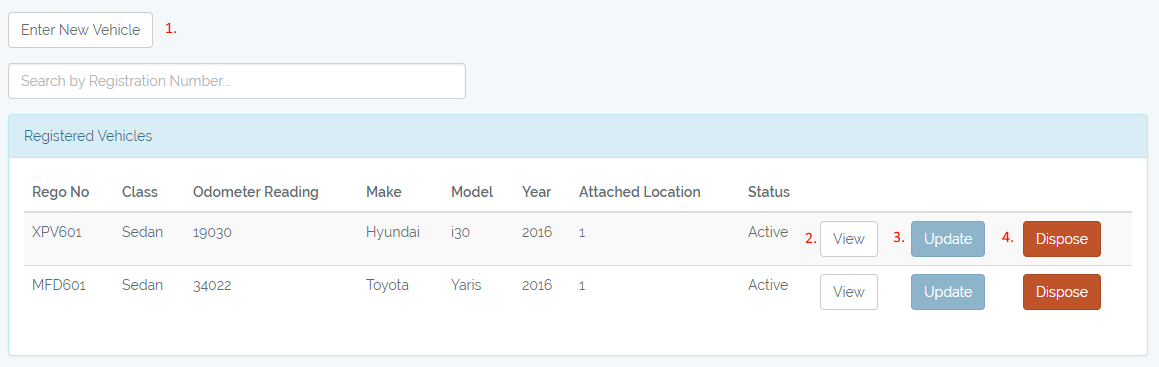 Enter New Vehicle 1.
Search by Registration Number...
Registered Vehicles
Rego No Class Odometer Reading Make Model Year Attached Location Status
XPV601 Sedan 19030 Hyundai i30 2016 1 Active 2. View 3. Update 4. Dispose
MFD601 Sedan 34022 Toyota Yaris 2016 1 Active View Update Dispose